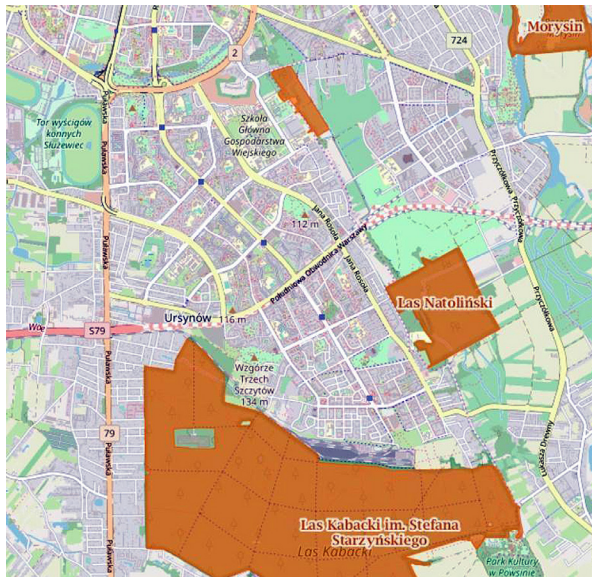 Morysin
724
2
Tor wyścigów
konnych
Służewiec
Puławska
Szkoła
Główna
Gospodarstwa
Wiejskiego
Przyczółkowa
Przyczółkowa
Jana Rosoła
112 m
Puławska
Południowa Obwodnica Warszawy
Jana Rosoła
Puławska
Las Natoliński
Przyczółkowa
Ursynów
116 m
S79
Puławska
Wzgórze
Trzech
Szczytów
134 m
79
Łukasza Drewny
Las Kabacki im. Stefana
Starzyńskiego
Las Kabacki
Park Kultury
w Powsinie